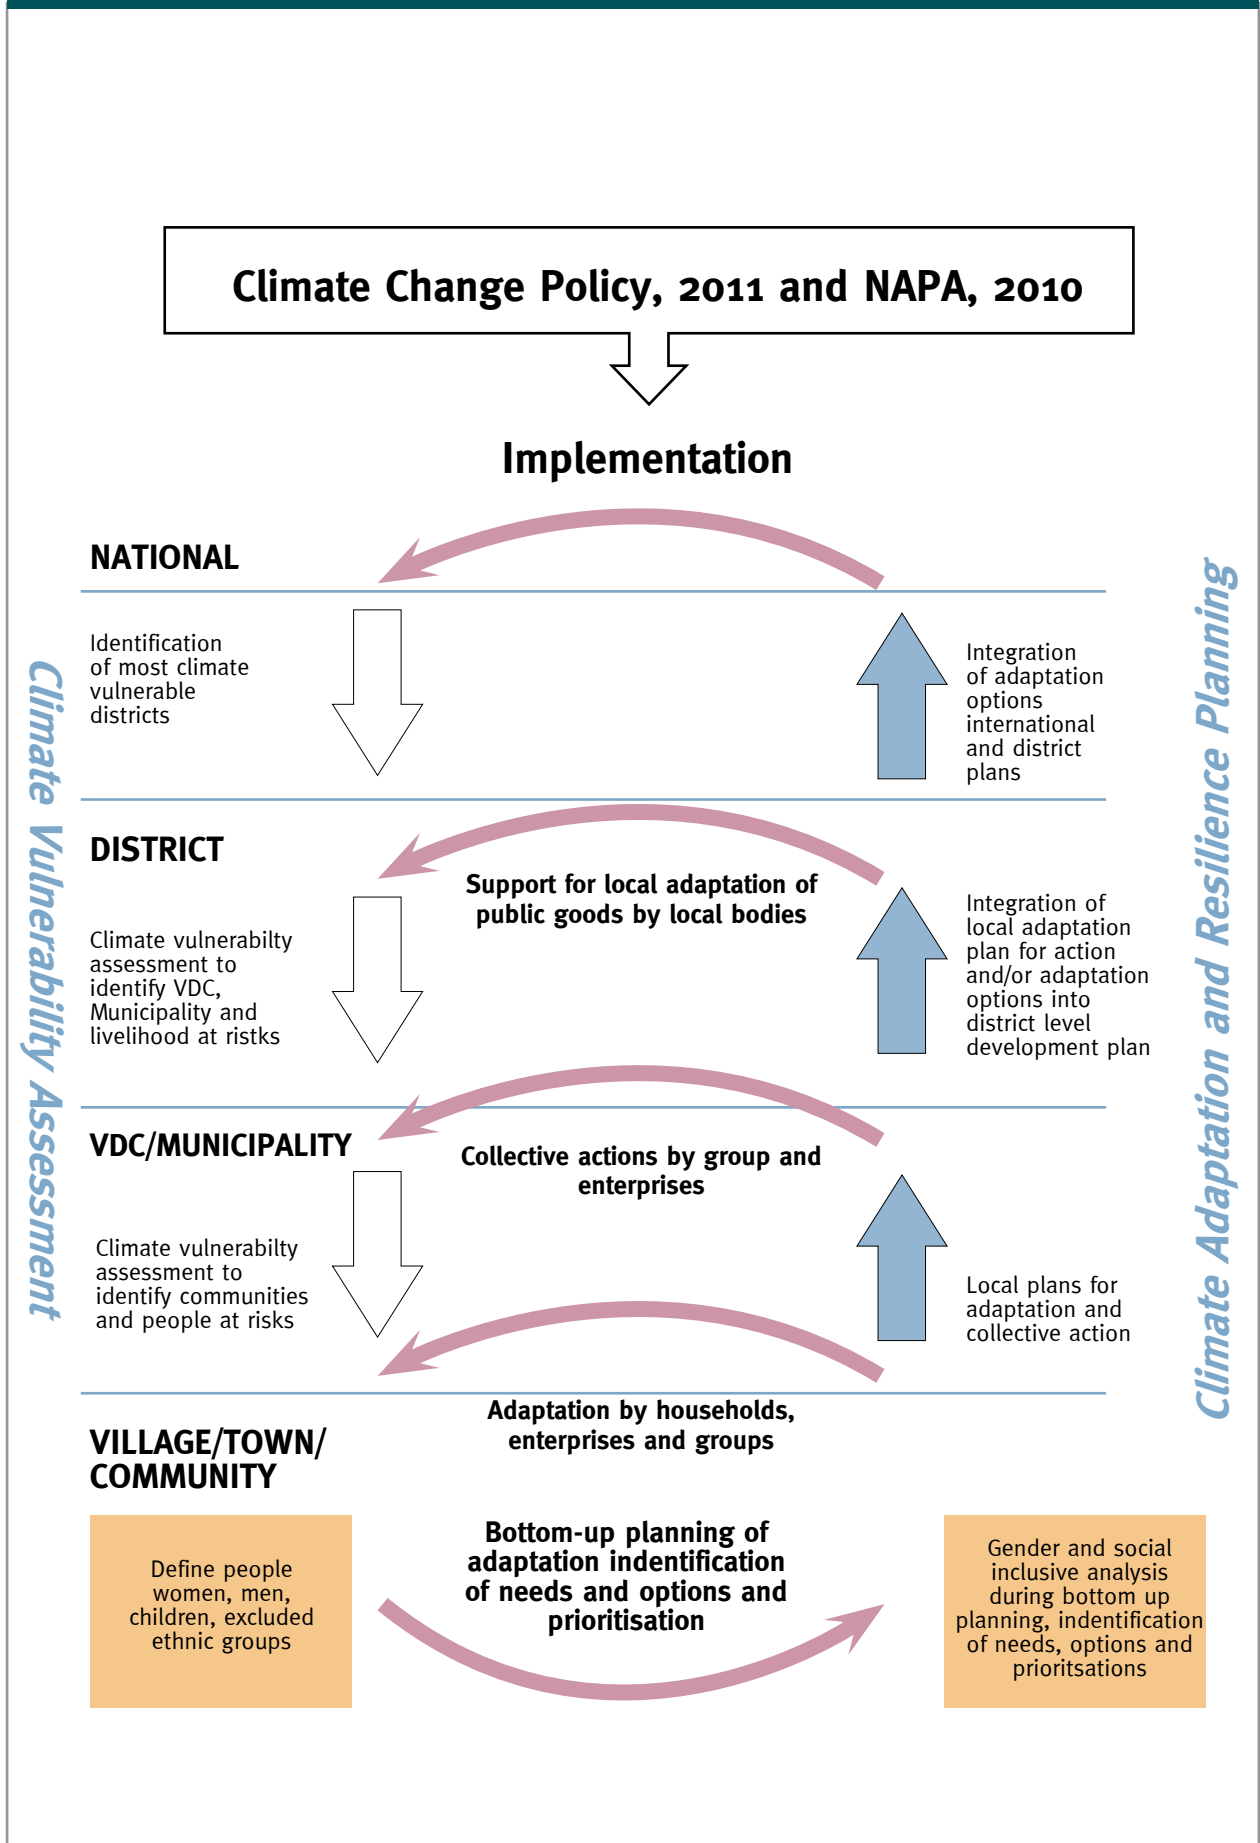 Climate Change Policy, 2011 and NAPA, 2010
Implementation
NATIONAL
Identification
of most climate
vulnerable
districts
Integration
of adaptation
options
international
and district
plans
DISTRICT
Support for local adaptation of
public goods by local bodies
Climate vulnerabilty
assessment to
identify VDC,
Municipality and
livelihood at ristks
Integration of
local adaptation
plan for action
and/or adaptation
options into
district level
development plan
VDC/MUNICIPALITY
Collective actions by group and
enterprises
Climate vulnerabilty
assessment to
identify communities
and people at risks
Local plans for
adaptation and
collective action
Adaptation by households,
enterprises and groups
VILLAGE/TOWN/
COMMUNITY
Define people
women, men,
children, excluded
ethnic groups
Bottom-up planning of
adaptation indentification
of needs and options and
prioritisation
Gender and social
inclusive analysis
during bottom up
planning, indentification
of needs, options and
prioritsations
Climate Vulnerability Assessment
Climate Adaptation and Resilience Planning